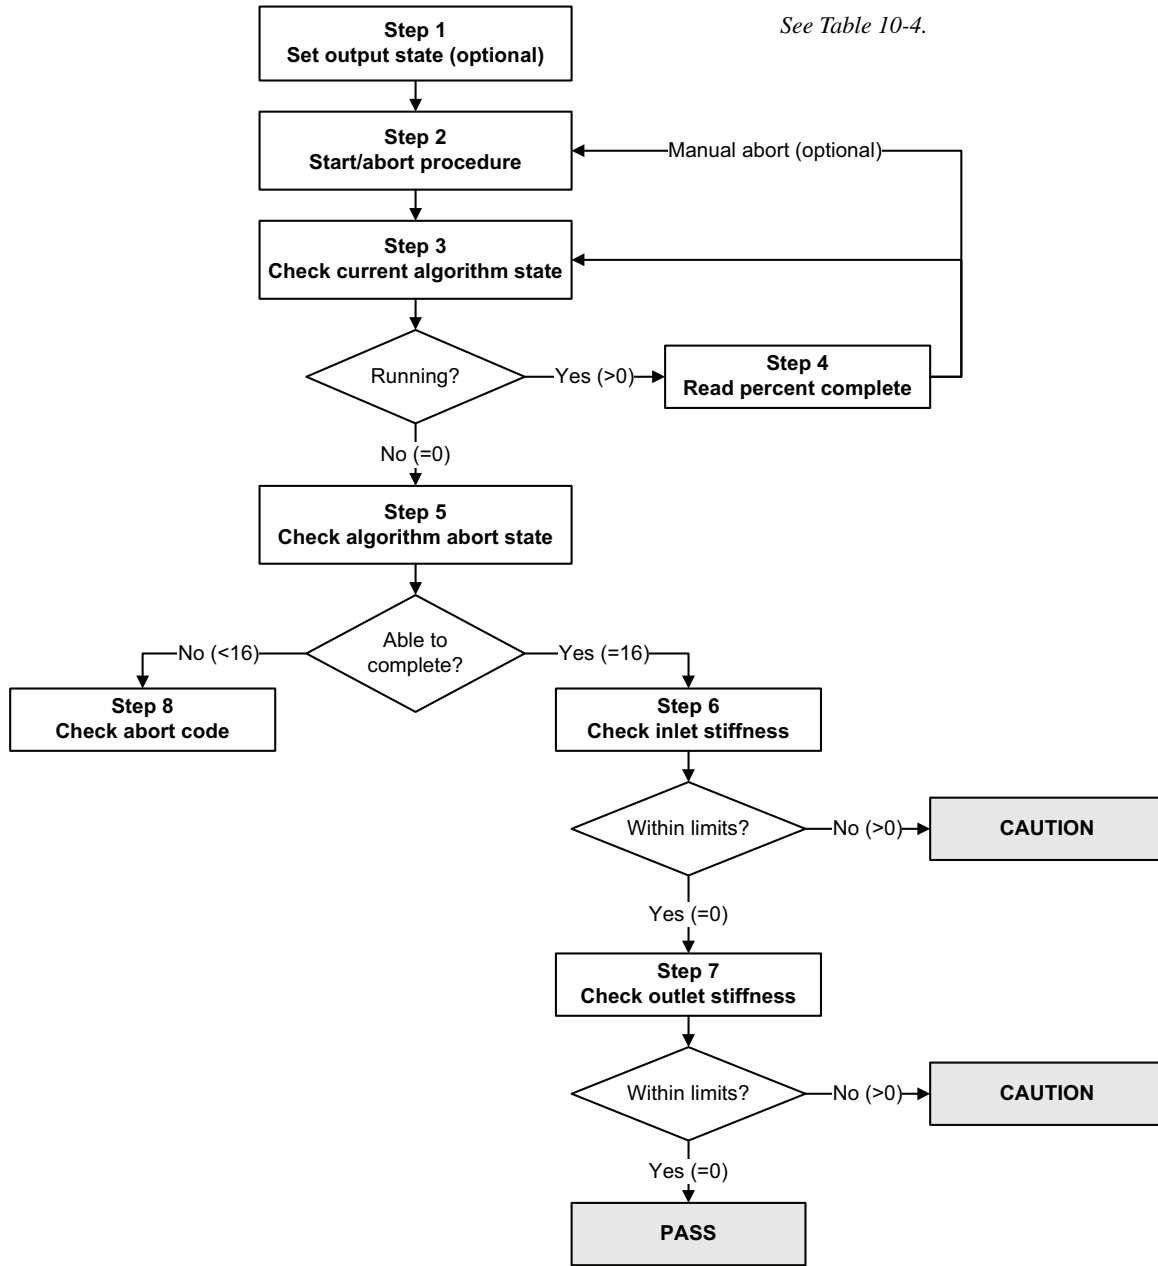 Step 1
Set output state (optional)
See Table 10-4.
Step 2
Start/abort procedure
Manual abort (optional)
Step 3
Check current algorithm state
Running?
Yes (>0)
Step 4
Read percent complete
No (=0)
Step 5
Check algorithm abort state
Able to
complete?
No (<16)
Yes (=16)
Step 8
Check abort code
Step 6
Check inlet stiffness
Within limits?
No (>0)
CAUTION
Yes (=0)
Step 7
Check outlet stiffness
Within limits?
No (>0)
CAUTION
Yes (=0)
PASS